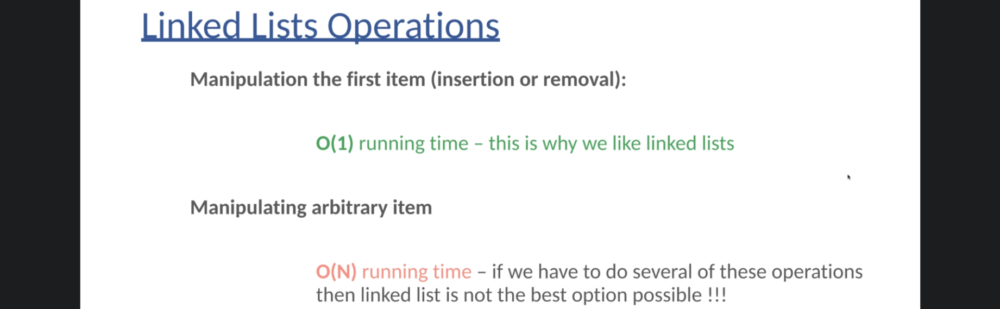 Linked Lists Operations
Manipulation the first item (insertion or removal):
O(1) running time – this is why we like linked lists
Manipulating arbitrary item
O(N) running time – if we have to do several of these operations
then linked list is not the best option possible !!!